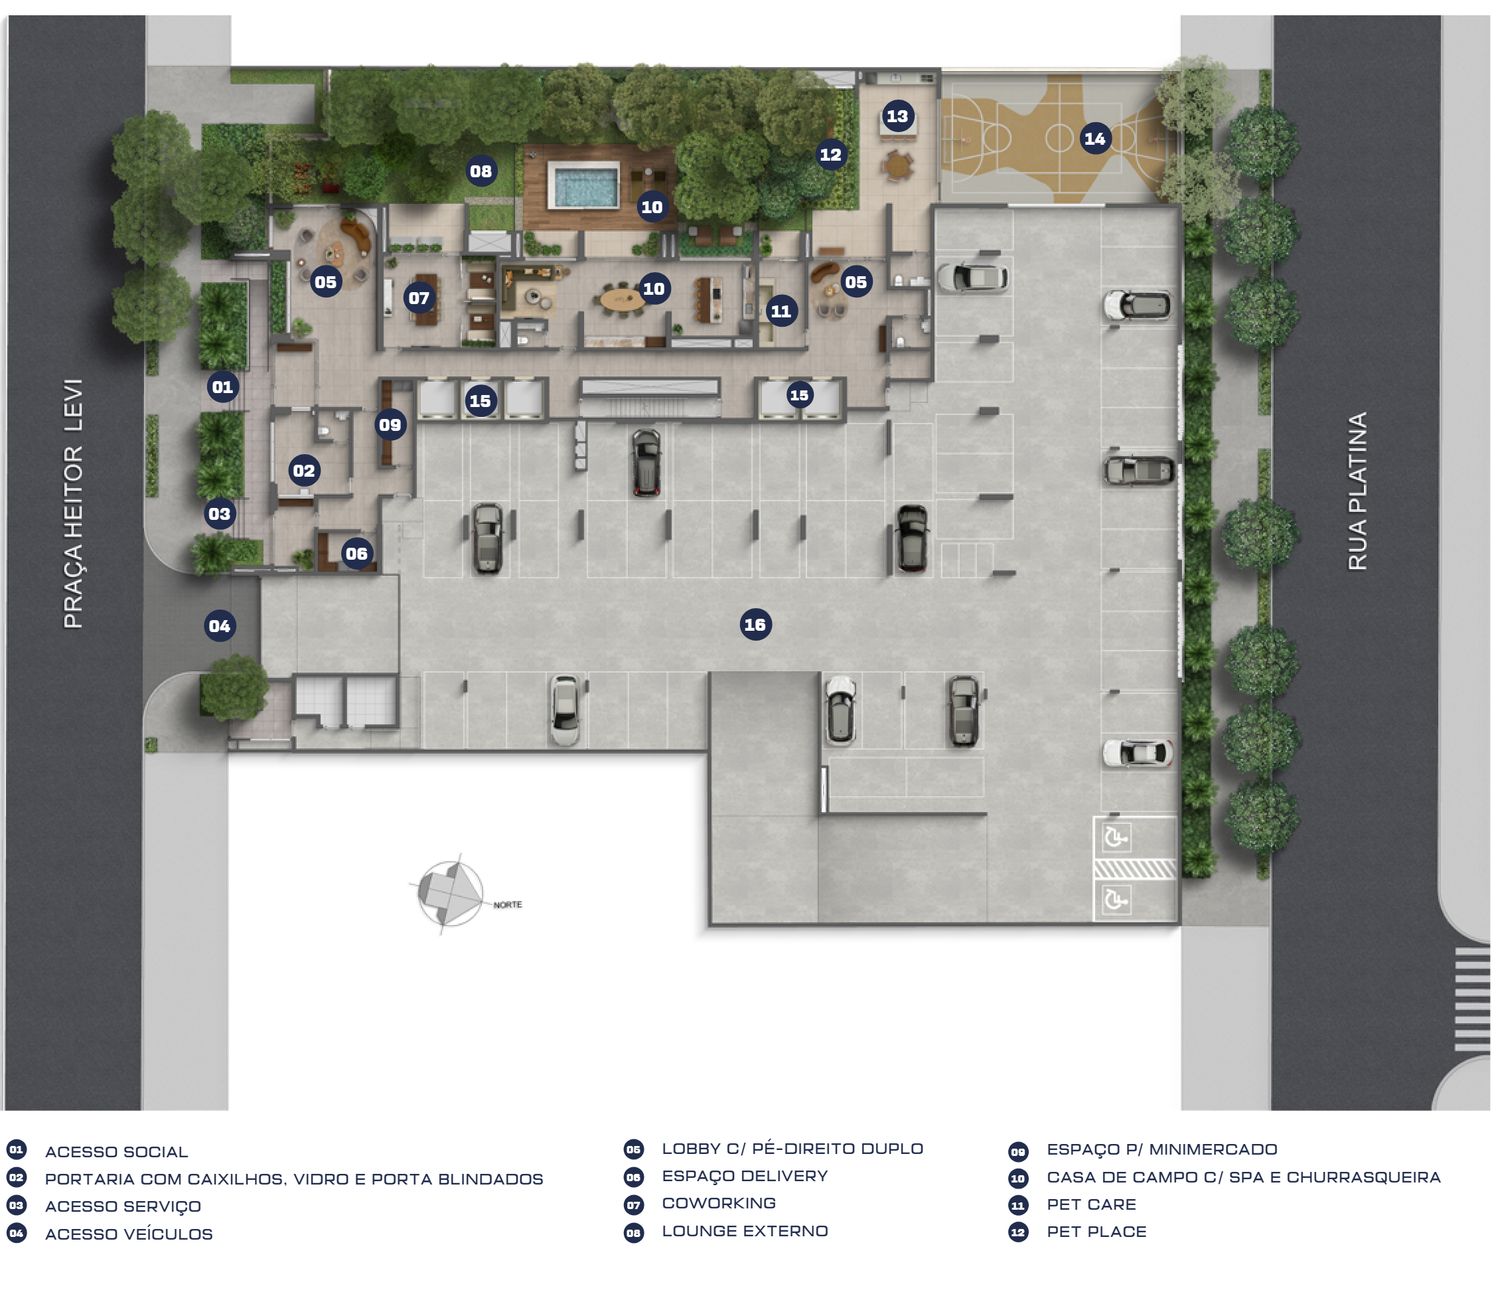 13
14
12
08
10
05
10
05
07
11
01
15
15
09
02
03
06
04
16
PRAÇA HEITOR LEVI
RUA PLATINA
NORTE
01 ACESSO SOCIAL
02 PORTARIA COM CAIXILHOS, VIDRO E PORTA BLINDADOS
03 ACESSO SERVIÇO
04 ACESSO VEÍCULOS
05 LOBBY C/ PÉ-DIREITO DUPLO
06 ESPAÇO DELIVERY
07 COWORKING
08 LOUNGE EXTERNO
09 ESPAÇO P/ MINIMERCADO
10 CASA DE CAMPO C/ SPA E CHURRASQUEIRA
11 PET CARE
12 PET PLACE